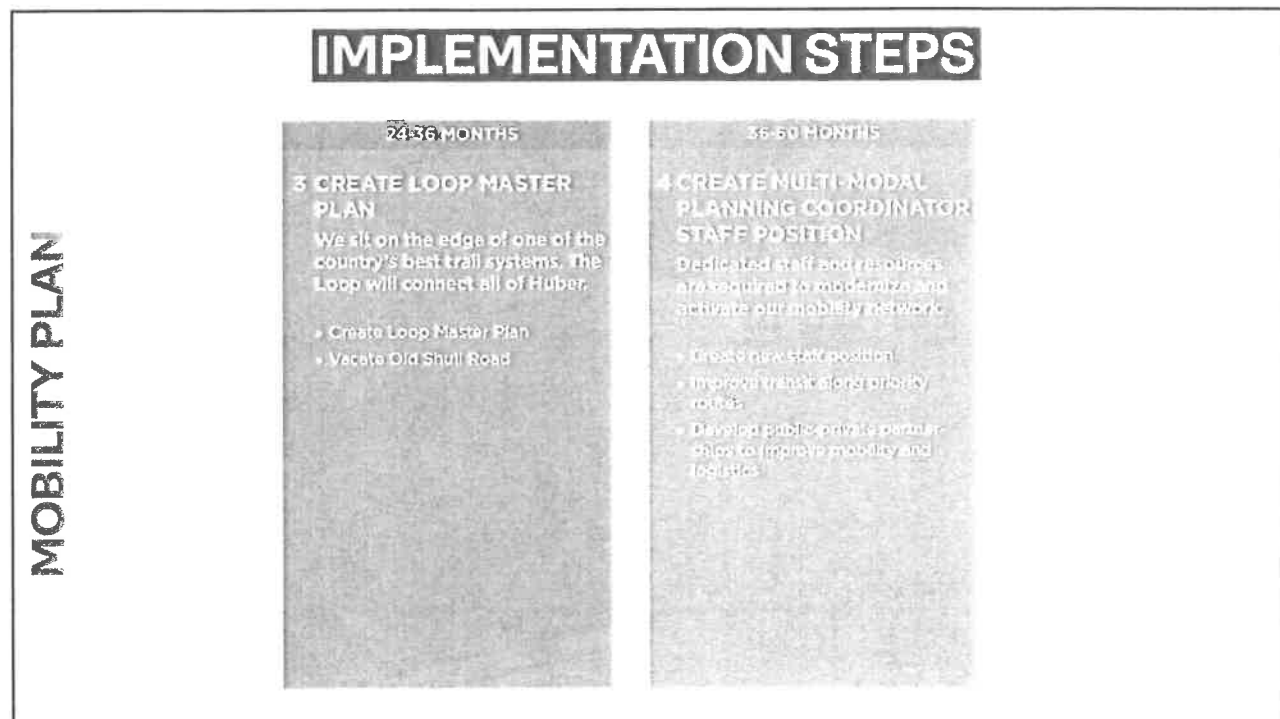 IMPLEMENTATION STEPS
MOBILITY PLAN
24-36 MONTHS
3 CREATE LOOP MASTER
PLAN
We sit on the edge of one of the
country's best trail systems. The
Loop will connect all of Huber.
• Create Loop Master Plan
• Vacate Old Shull Road
36-60 MONTHS
4 CREATE MULTI-MODAL
PLANNING COORDINATOR
STAFF POSITION
Dedicated staff and resources
are required to modernize and
activate our mobility network.
• Create new staff position
• Improve transit along priority
routes
• Develop public-private partner-
ships to improve mobility and
logistics